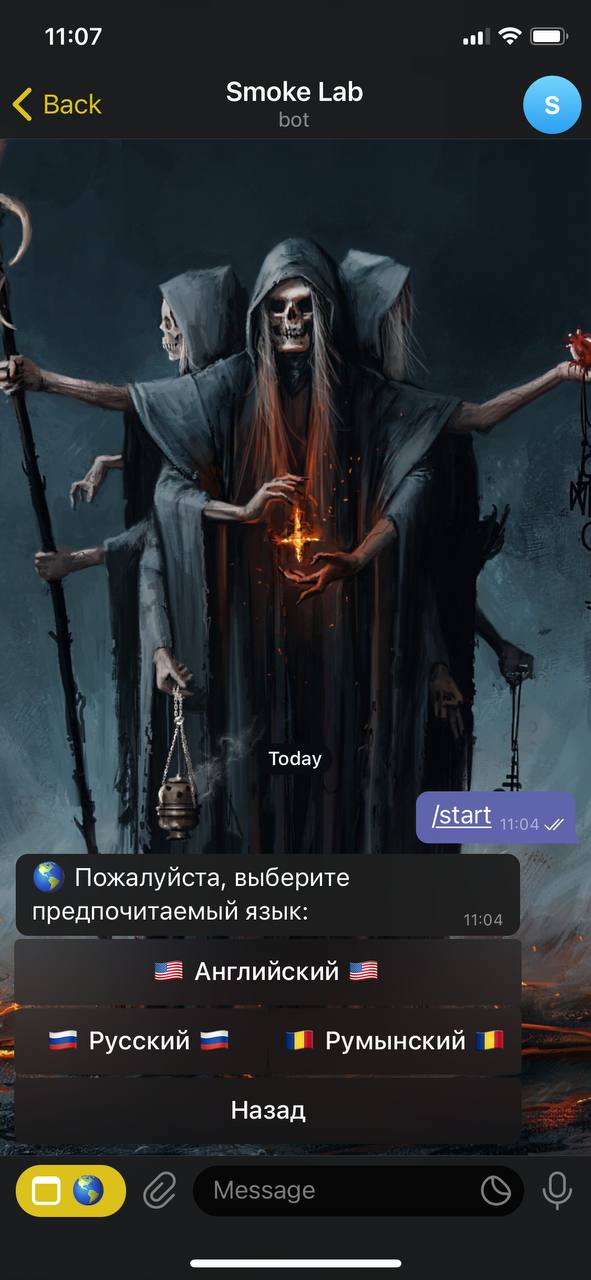 11:07
Back
Smoke Lab
bot
S
Today
/start 11:04
🌎 Пожалуйста, выберите
предпочитаемый язык:
11:04
🇺🇸 Английский 🇺🇸
🇷🇺 Русский 🇷🇺
🇷🇴 Румынский 🇷🇴
Назад
Message